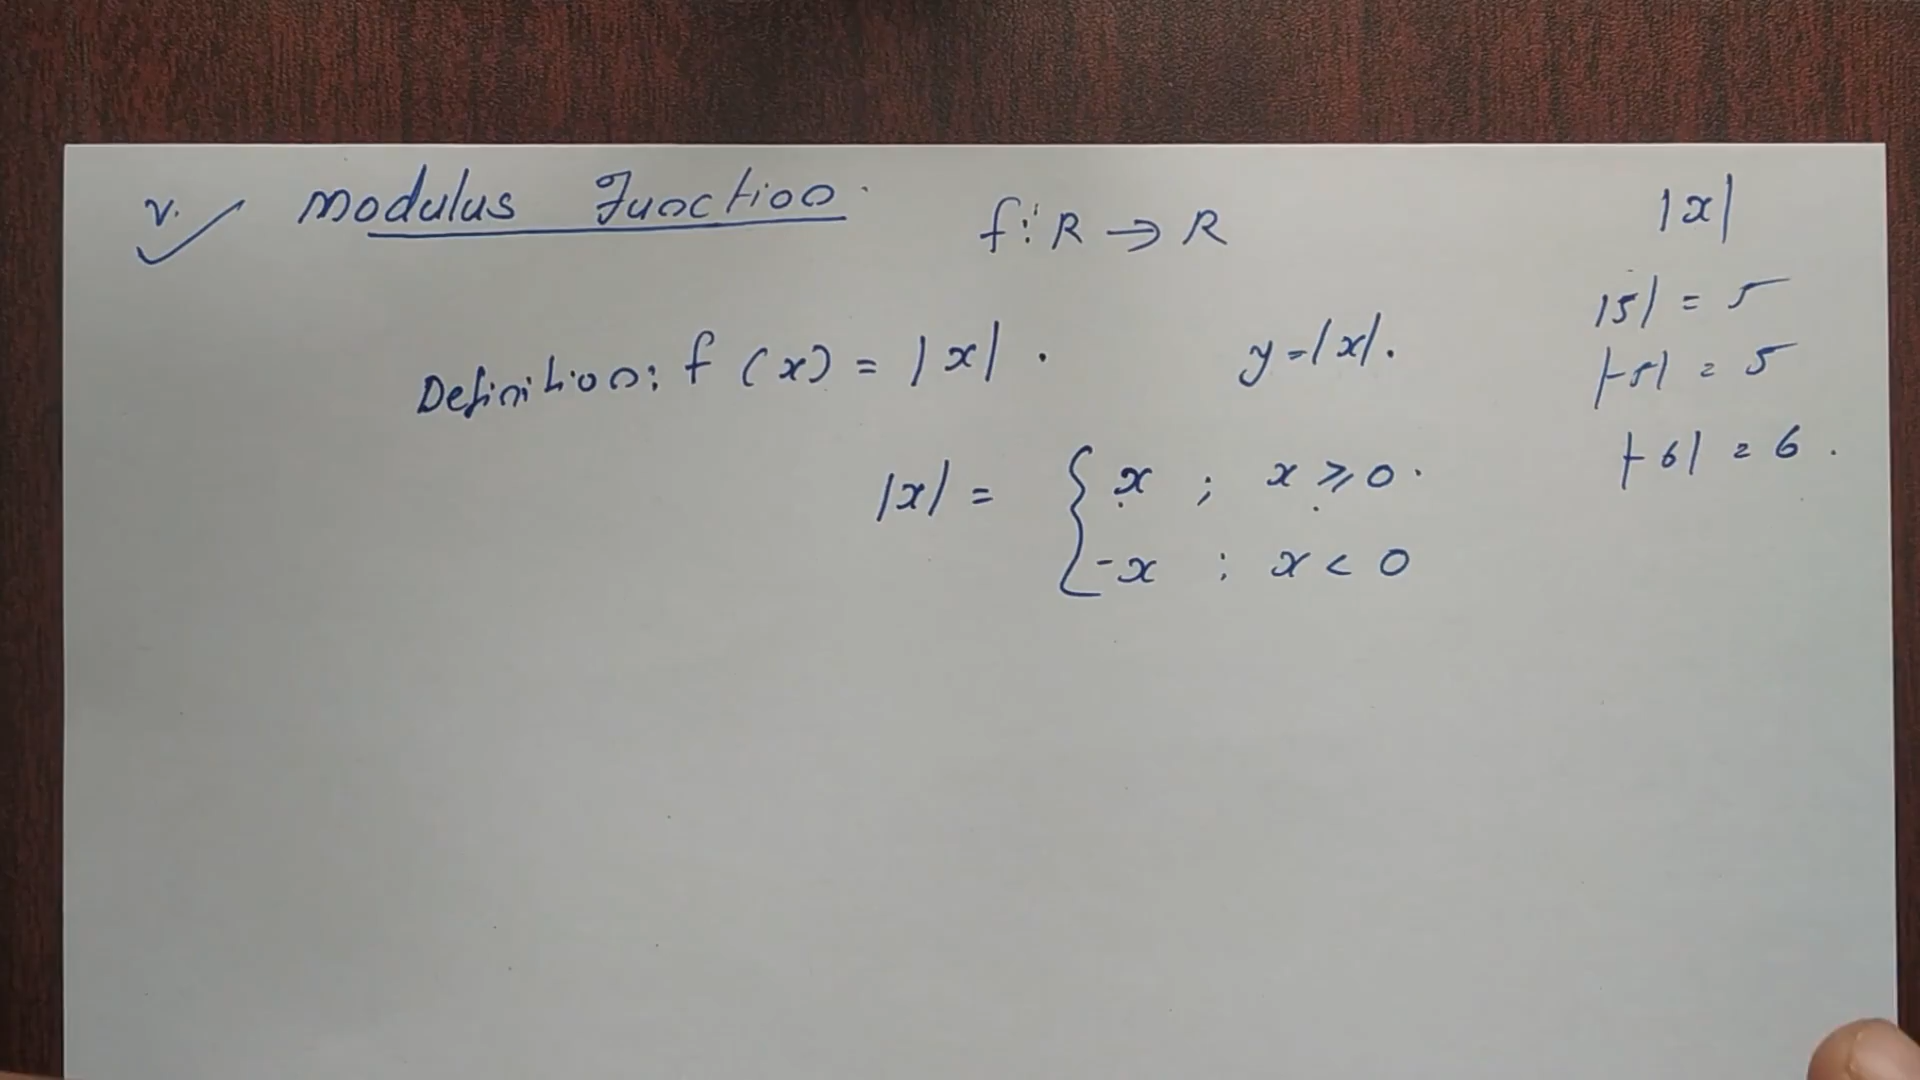 v. Modulus Function.
f: R → R
|x|
|5| = 5
Definition: f(x) = |x|. y = |x|.
|-5| = 5
|-6| = 6.
|x| = { x ; x ⩾ 0.
-x ; x < 0